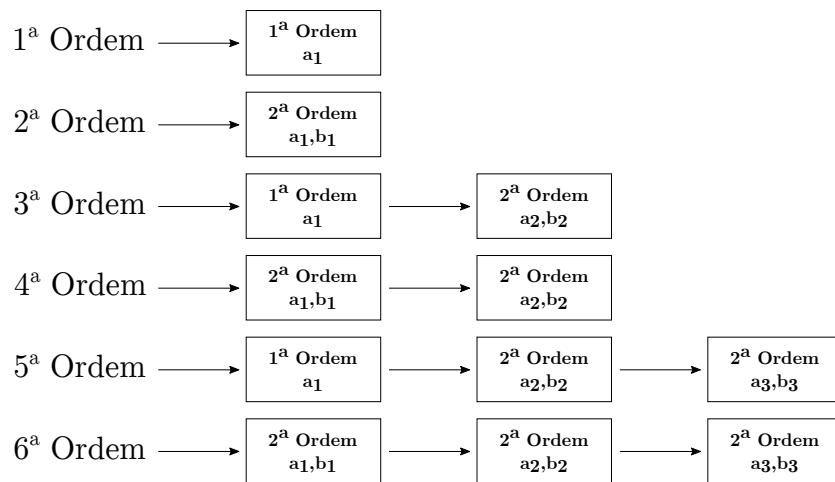 1ª Ordem
1ª Ordem
a1
2ª Ordem
2ª Ordem
a1,b1
3ª Ordem
1ª Ordem
a1
2ª Ordem
a2,b2
4ª Ordem
2ª Ordem
a1,b1
2ª Ordem
a2,b2
5ª Ordem
1ª Ordem
a1
2ª Ordem
a2,b2
2ª Ordem
a3,b3
6ª Ordem
2ª Ordem
a1,b1
2ª Ordem
a2,b2
2ª Ordem
a3,b3